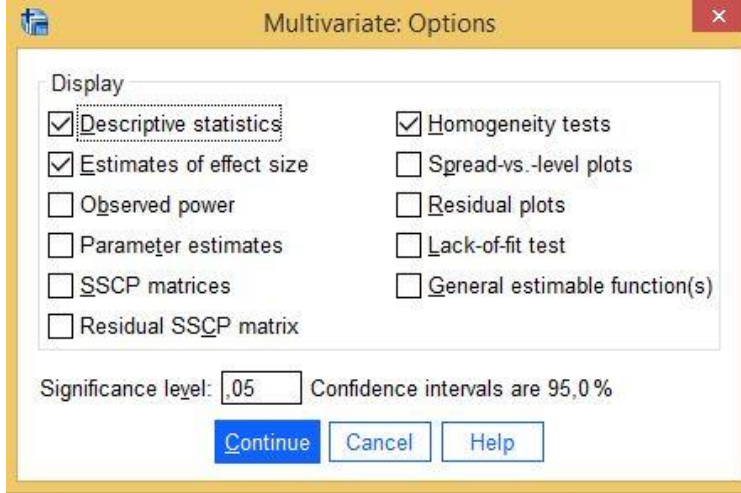 Multivariate: Options
Display
Descriptive statistics
Homogeneity tests
Estimates of effect size
Spread-vs.-level plots
Observed power
Residual plots
Parameter estimates
Lack-of-fit test
SSCP matrices
General estimable function(s)
Residual SSCP matrix
Significance level: ,05 Confidence intervals are 95,0 %
Continue Cancel Help